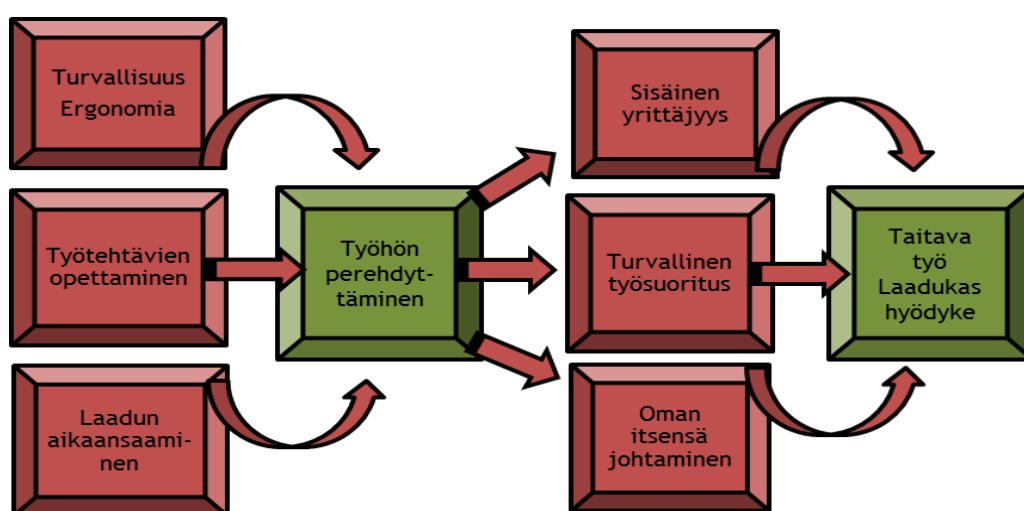 Turvallisuus
Ergonomia
Työtehtävien
opettaminen
Laadun
aikaansaami-
nen
Työhön
perehdyt-
täminen
Sisäinen
yrittäjyys
Turvallinen
työsuoritus
Oman
itsensä
johtaminen
Taitava
työ
Laadukas
hyödyke